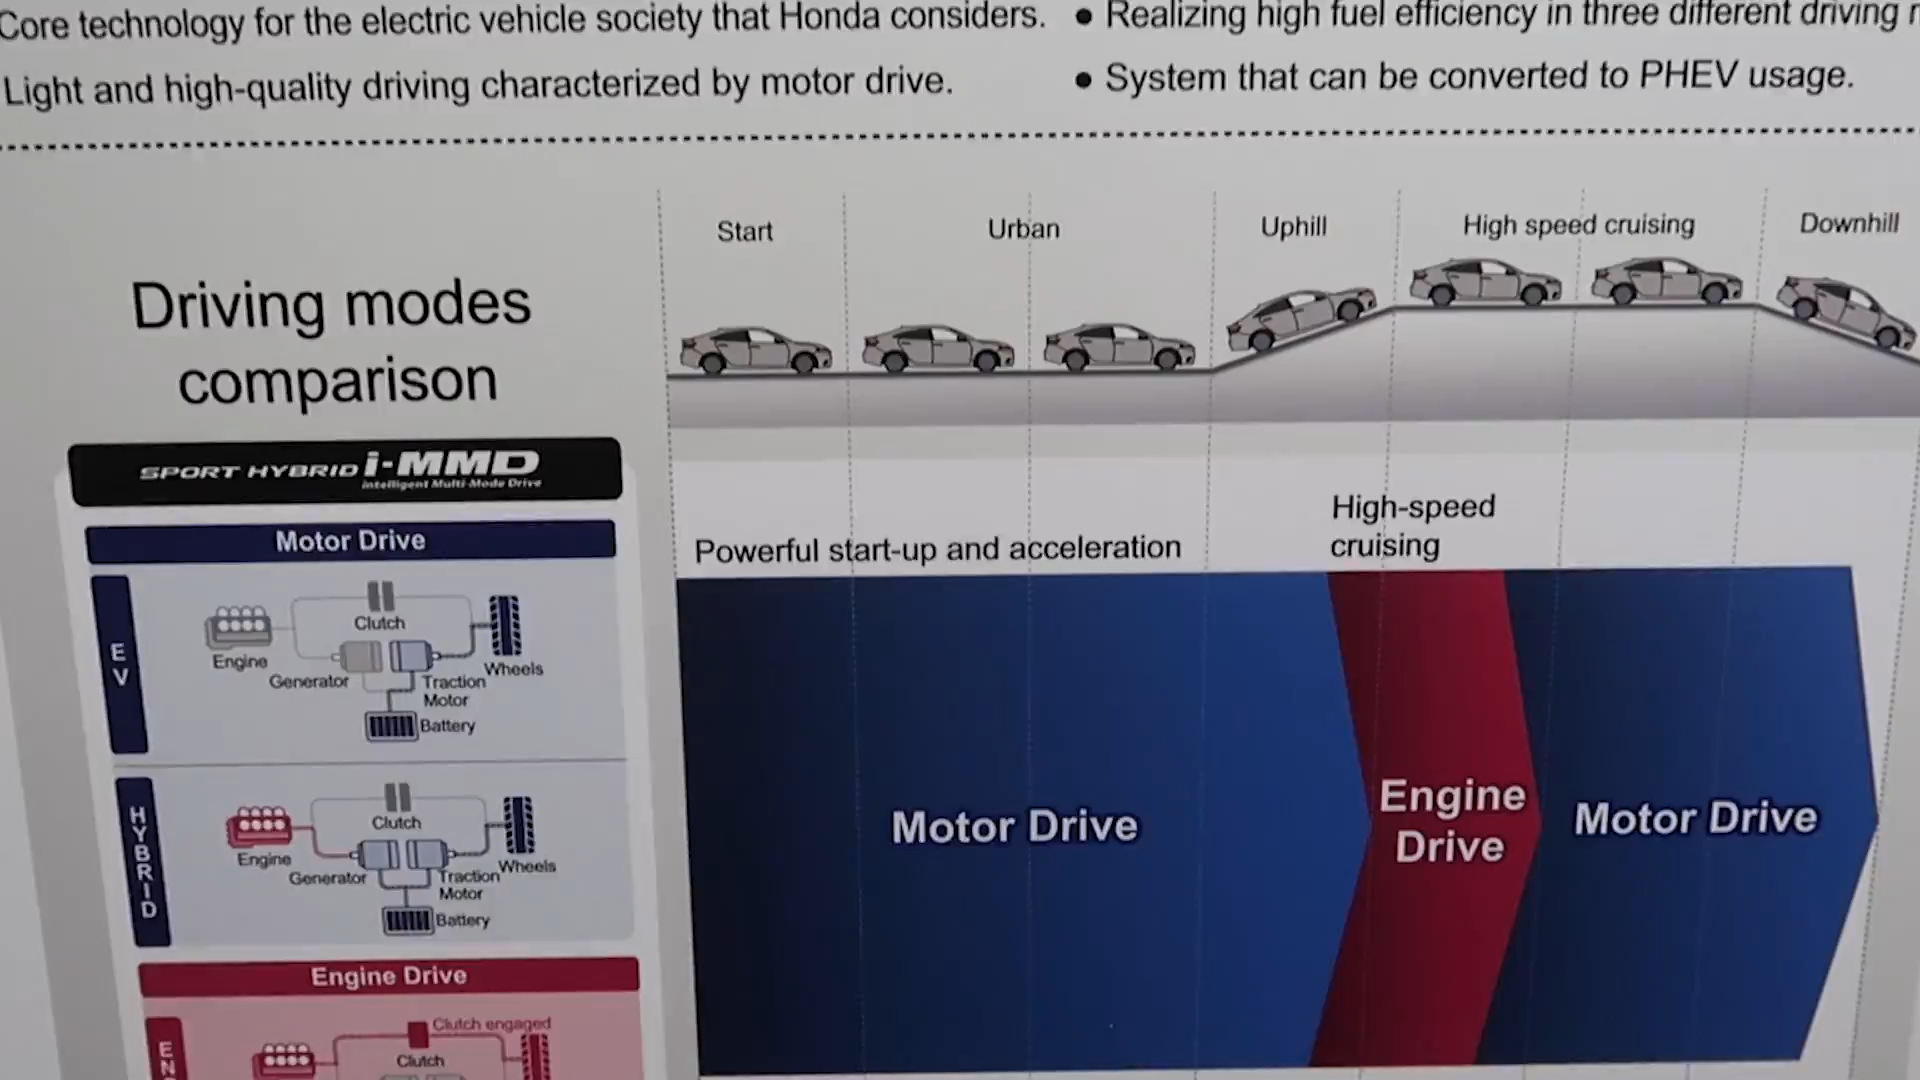 Core technology for the electric vehicle society that Honda considers.
Light and high-quality driving characterized by motor drive.
● Realizing high fuel efficiency in three different driving
● System that can be converted to PHEV usage.
Driving modes
comparison
Start
Urban
Uphill
High speed cruising
Downhill
SPORT HYBRID i-MMD
intelligent Multi-Mode Drive
Motor Drive
EV
Clutch
Engine
Generator
Traction
Motor
Wheels
Battery
HYBRID
Clutch
Engine
Generator
Traction
Motor
Wheels
Battery
Engine Drive
Clutch engaged
Clutch
Powerful start-up and acceleration
High-speed
cruising
Motor Drive
Engine
Drive
Motor Drive